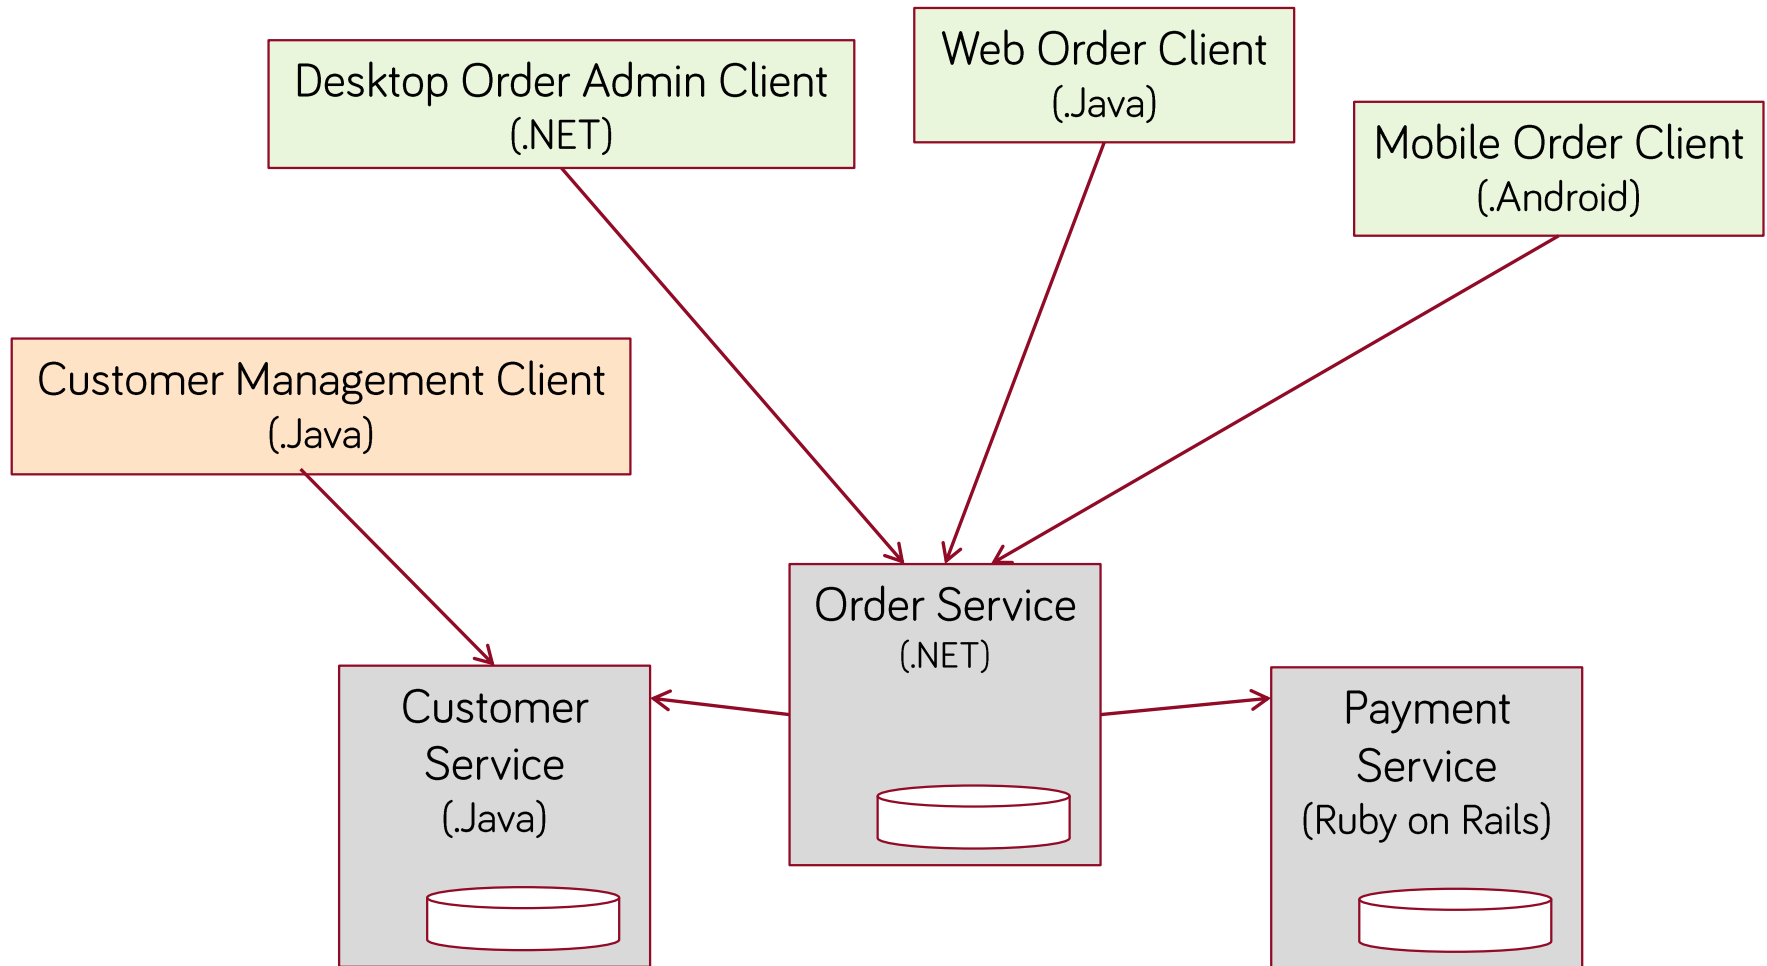 Desktop Order Admin Client
(.NET)
Web Order Client
(.Java)
Mobile Order Client
(.Android)
Customer Management Client
(.Java)
Order Service
(.NET)
Customer
Service
(.Java)
Payment
Service
(Ruby on Rails)